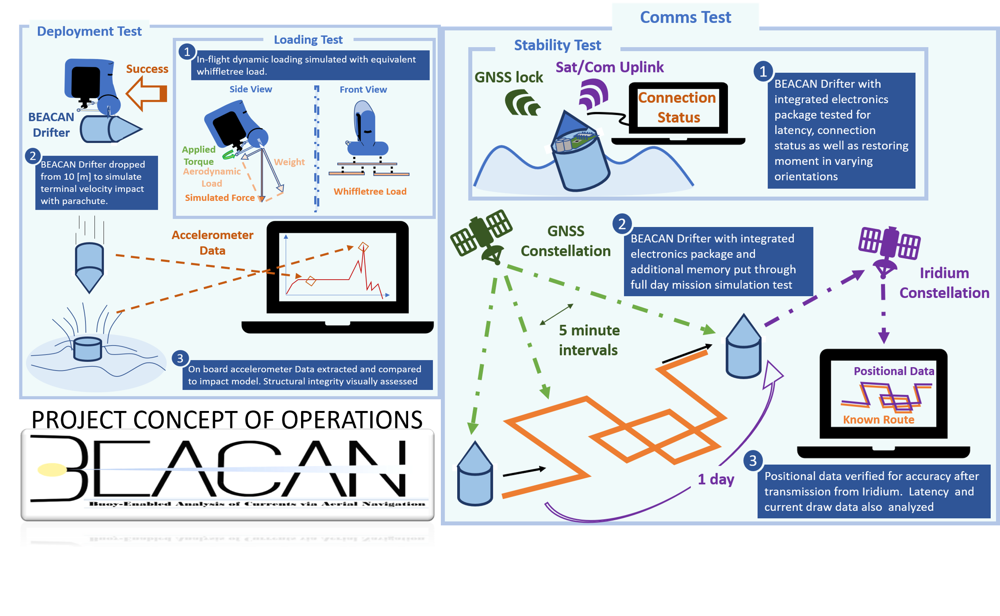 Deployment Test
Loading Test
1
In-flight dynamic loading simulated with equivalent
whiffletree load.
Success
BEACAN
Drifter
Side View
Front View
Applied
Torque
Aerodynamic
Load
Weight
Simulated Force
Whiffletree Load
2
BEACAN Drifter dropped
from 10 [m] to simulate
terminal velocity impact
with parachute.
Accelerometer
Data
3
On board accelerometer Data extracted and compared
to impact model. Structural integrity visually assessed
PROJECT CONCEPT OF OPERATIONS
BEACAN
Buoy-Enabled Analysis of Currents via Aerial Navigation
Comms Test
Stability Test
GNSS lock
Sat/Com Uplink
Connection
Status
1
BEACAN Drifter with
integrated electronics
package tested for
latency, connection
status as well as restoring
moment in varying
orientations
GNSS
Constellation
2
BEACAN Drifter with integrated
electronics package and
additional memory put through
full day mission simulation test
Iridium
Constellation
5 minute
intervals
Positional Data
Known Route
1 day
3
Positional data verified for accuracy after
transmission from Iridium. Latency and
current draw data also analyzed